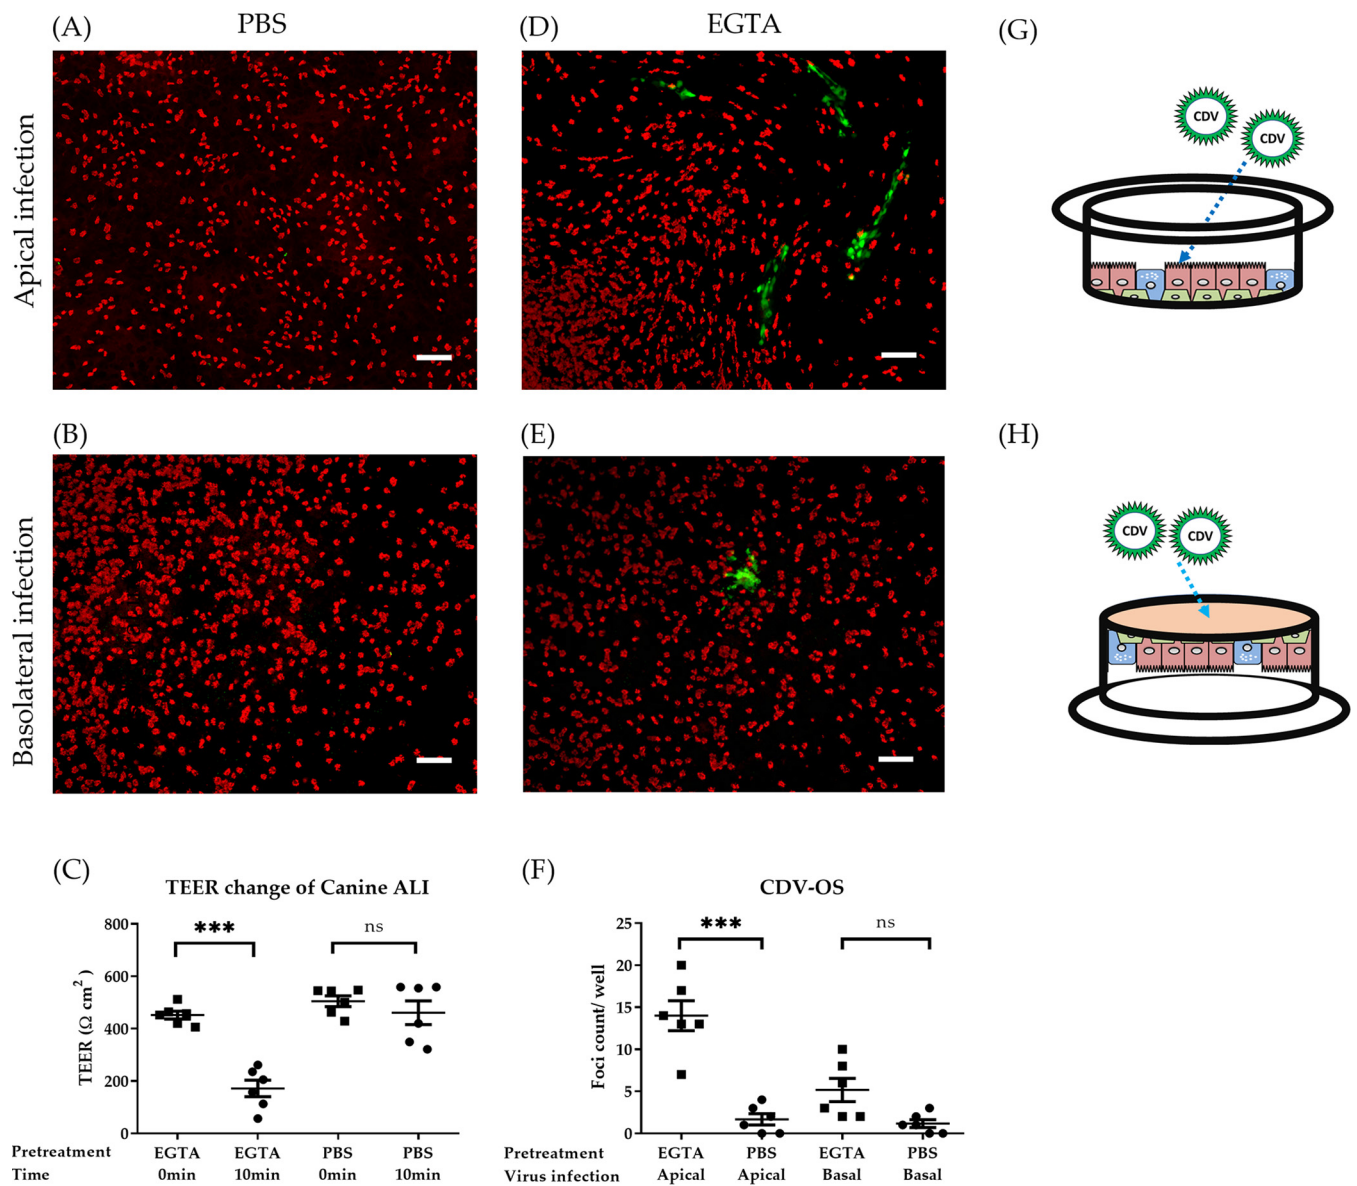 (A)
PBS
(D)
EGTA
(G)
Apical infection
CDV
CDV
(B)
(E)
(H)
Basolateral infection
CDV
CDV
(C)
TEER change of Canine ALI
800
600
400
200
0
TEER (Ω cm²)
***
ns
Pretreatment EGTA EGTA PBS PBS
Time 0min 10min 0min 10min
(F)
CDV-OS
25
20
15
10
5
0
Foci count/ well
***
ns
Pretreatment EGTA PBS EGTA PBS
Virus infection Apical Apical Basal Basal